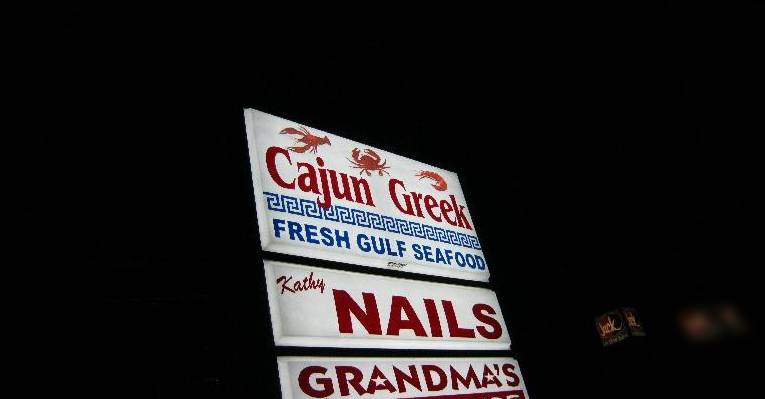 Cajun Greek
FRESH GULF SEAFOOD
Kathy
NAILS
GRANDMA'S